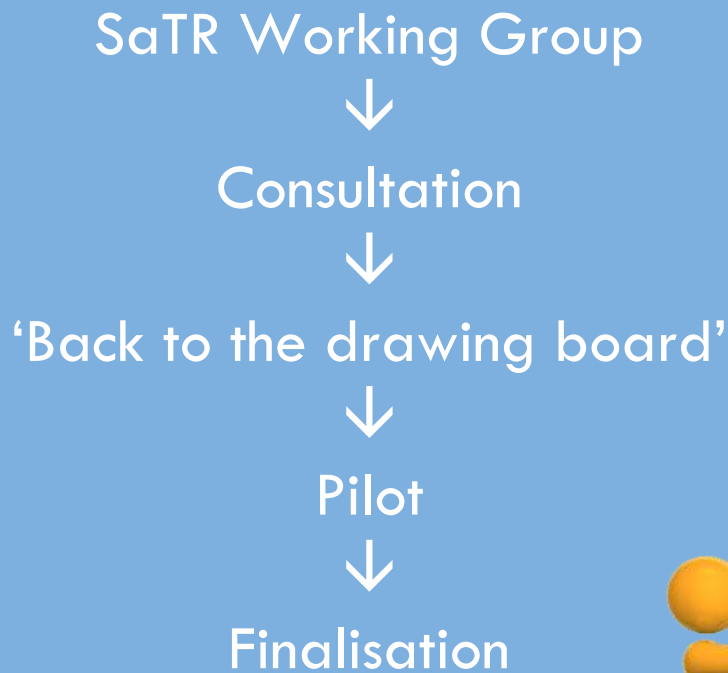 SaTR Working Group
↓
Consultation
↓
‘Back to the drawing board’
↓
Pilot
↓
Finalisation